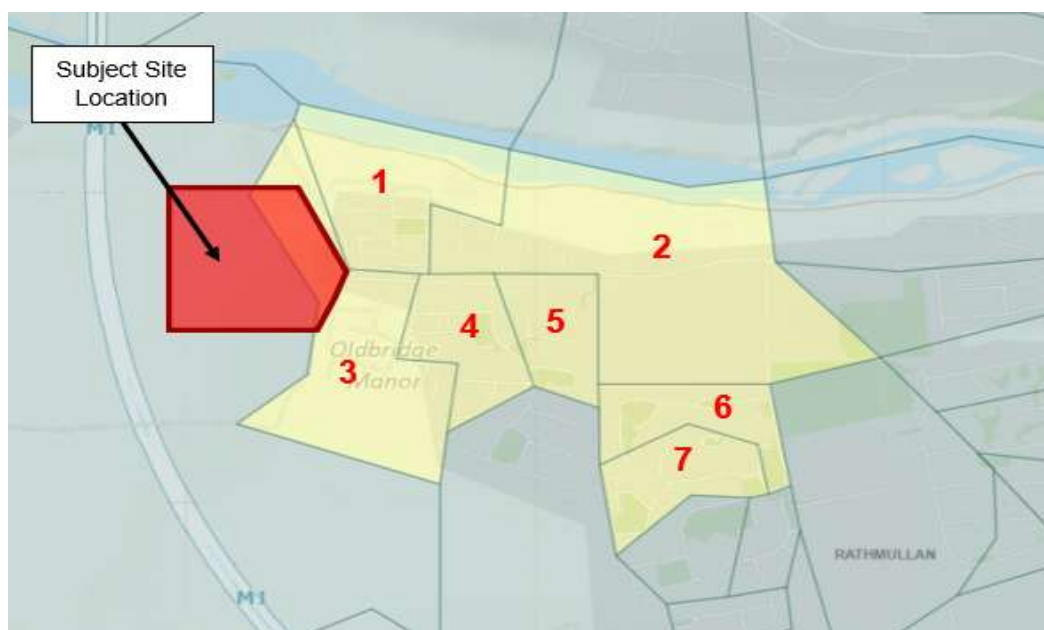 Subject Site
Location
M1
1
2
4
5
Oldbridge
3
Manor
6
7
RATHMULLAN
M1